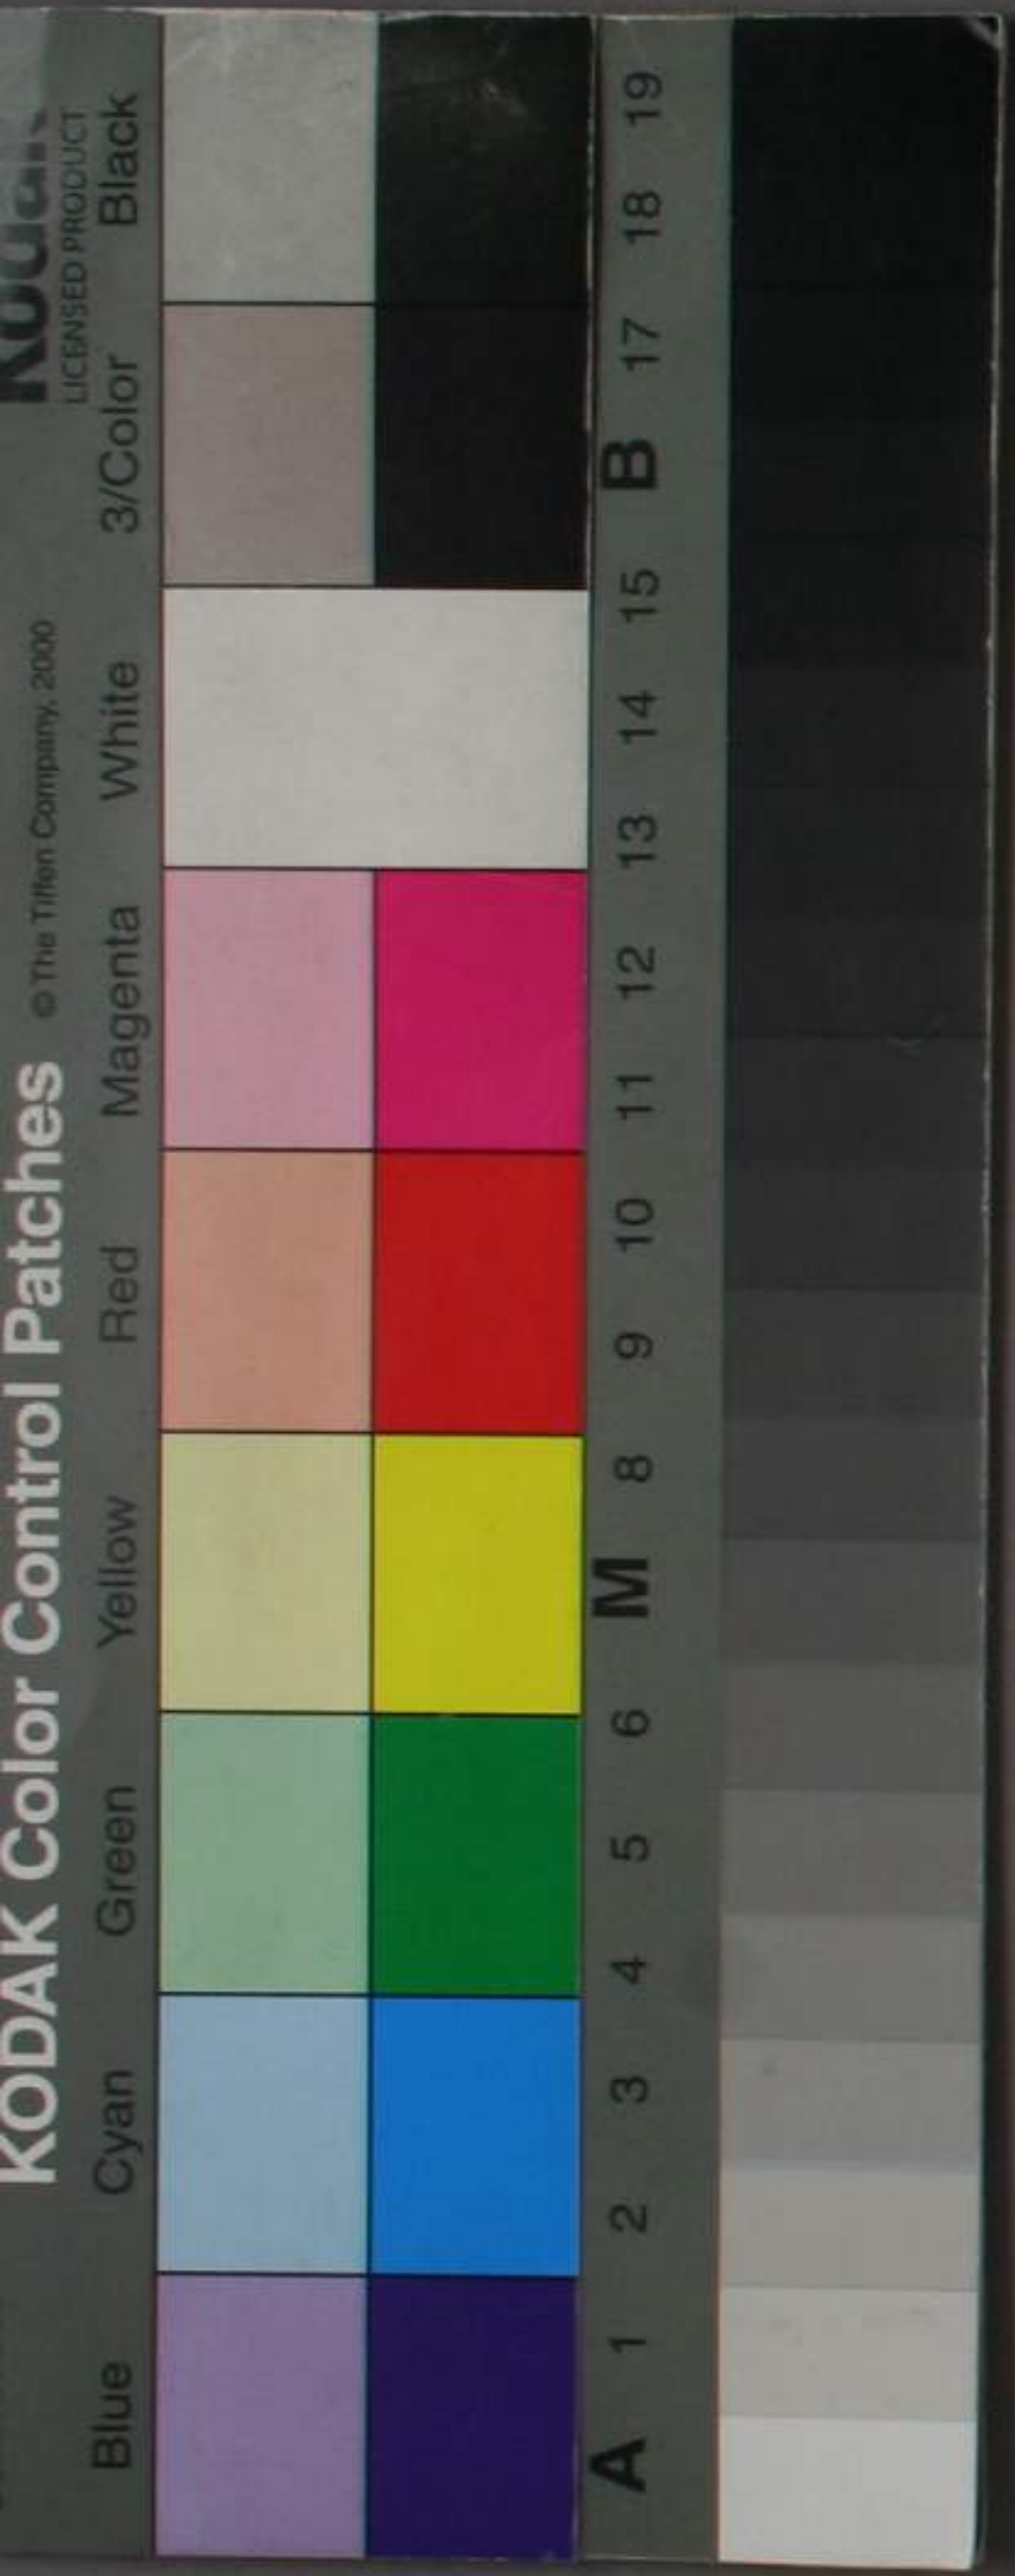 Kodak
LICENSED PRODUCT
KODAK Color Control Patches © The Tiffen Company, 2000
Blue Cyan Green Yellow Red Magenta White 3/Color Black
A 1 2 3 4 5 6 M 8 9 10 11 12 13 14 15 B 17 18 19